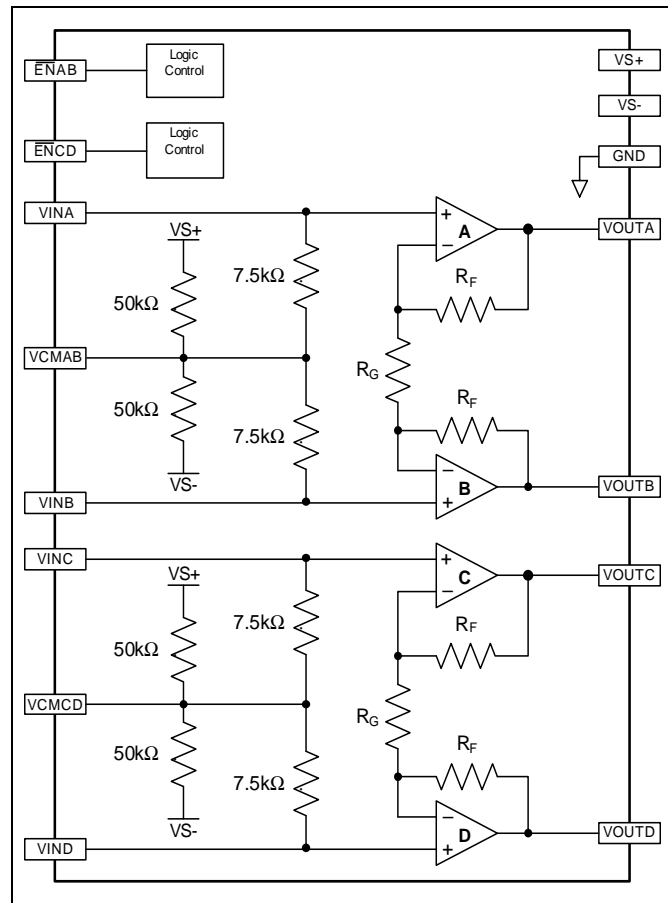 ENAB
Logic
Control
VS+
VS-
ENCD
Logic
Control
GND
VINA
A
VOUTA
VS+
50kΩ
7.5kΩ
RF
VCMAB
RG
50kΩ
7.5kΩ
RF
VS-
B
VOUTB
VINB
VINC
C
VOUTC
VS+
50kΩ
7.5kΩ
RF
VCMCD
RG
50kΩ
7.5kΩ
RF
VS-
D
VOUTD
VIND